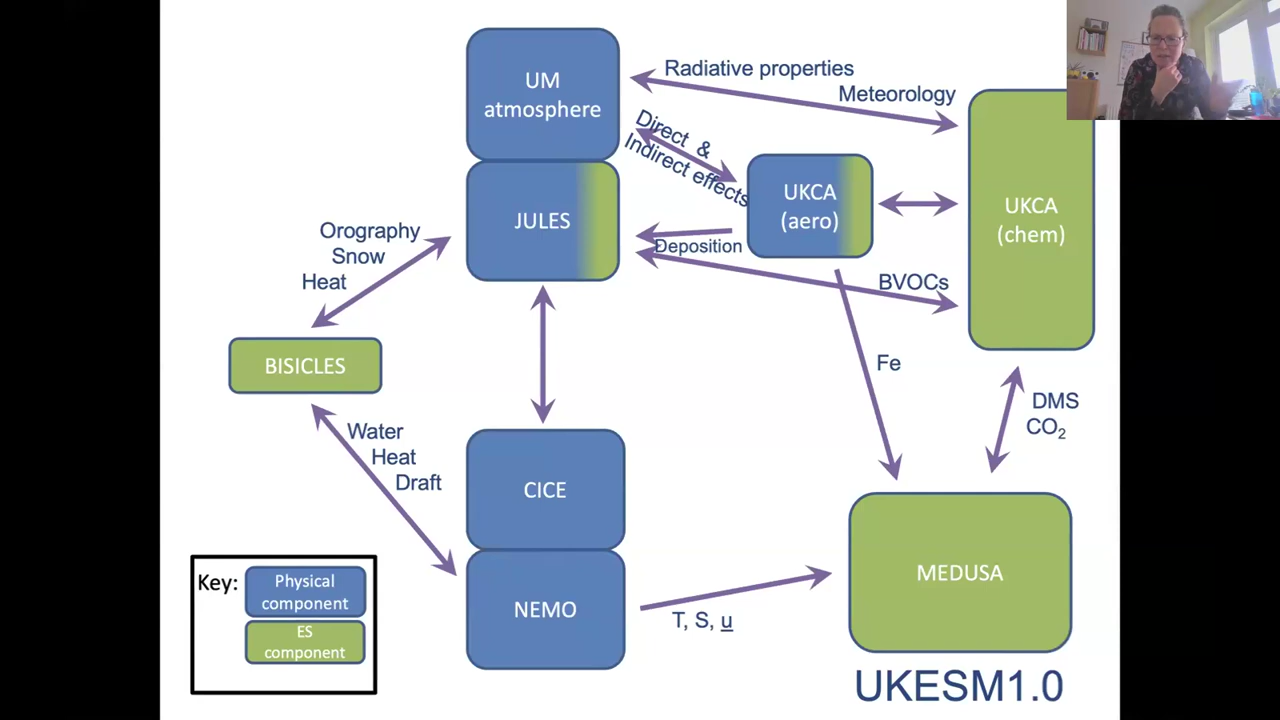 UM
atmosphere
Radiative properties
Meteorology
Direct &
Indirect effects
JULES
UKCA
(aero)
UKCA
(chem)
Deposition
BVOCs
Orography
Snow
Heat
BISICLES
Fe
DMS
CO₂
Water
Heat
Draft
CICE
NEMO
T, S, u
MEDUSA
Key:
Physical
component
ES
component
UKESM1.0